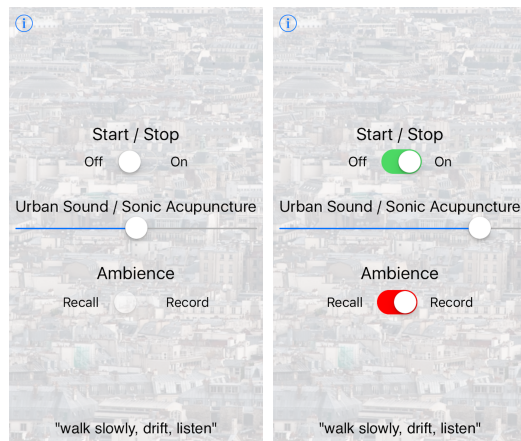 i
Start / Stop
Off On
Urban Sound / Sonic Acupuncture
Ambience
Recall Record
"walk slowly, drift, listen"
i
Start / Stop
Off On
Urban Sound / Sonic Acupuncture
Ambience
Recall Record
"walk slowly, drift, listen"